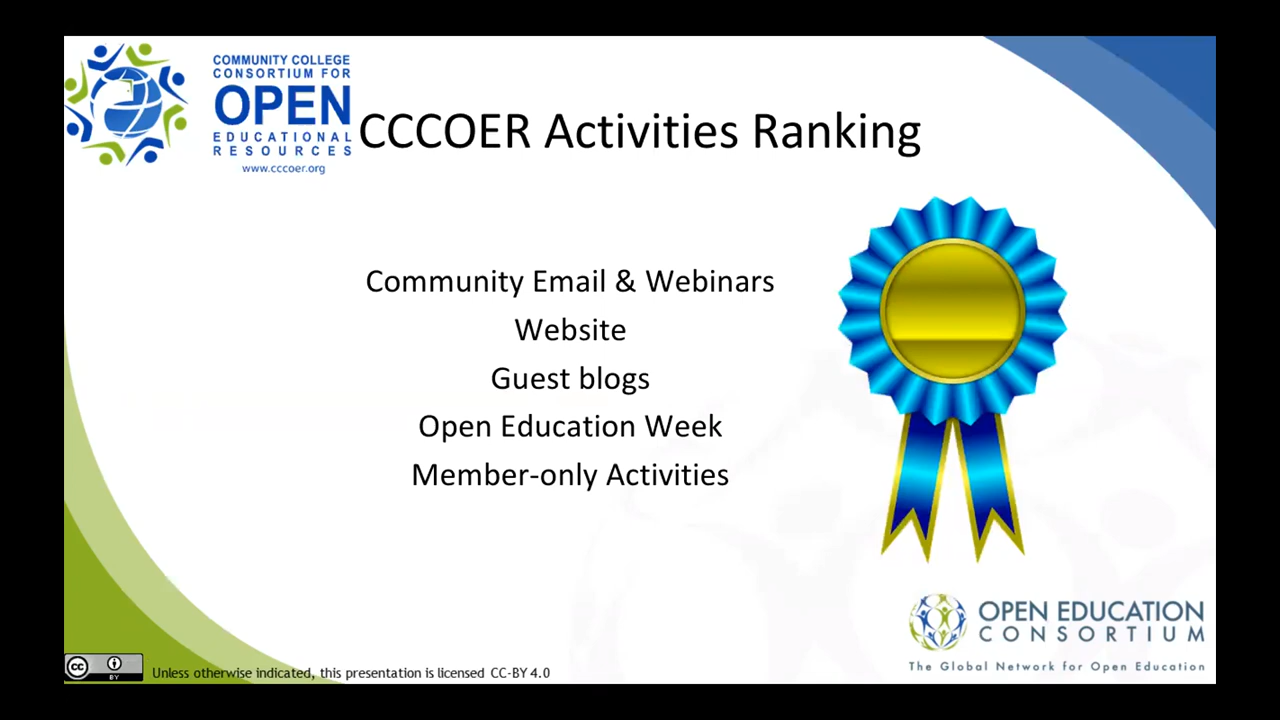 COMMUNITY COLLEGE
CONSORTIUM FOR
OPEN
EDUCATIONAL
RESOURCES
www.cccoer.org
CCCOER Activities Ranking
Community Email & Webinars
Website
Guest blogs
Open Education Week
Member-only Activities
OPEN EDUCATION
CONSORTIUM
The Global Network for Open Education
cc
BY
Unless otherwise indicated, this presentation is licensed CC-BY 4.0